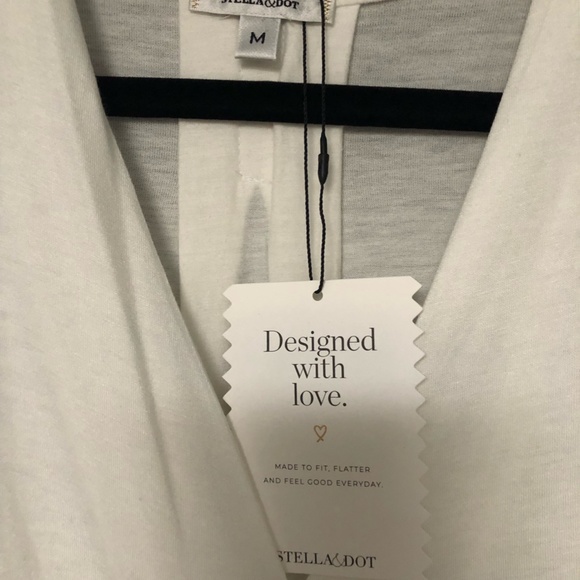 STELLA&DOT
M
Designed
with
love.
MADE TO FIT, FLATTER
AND FEEL GOOD EVERYDAY.
STELLA&DOT